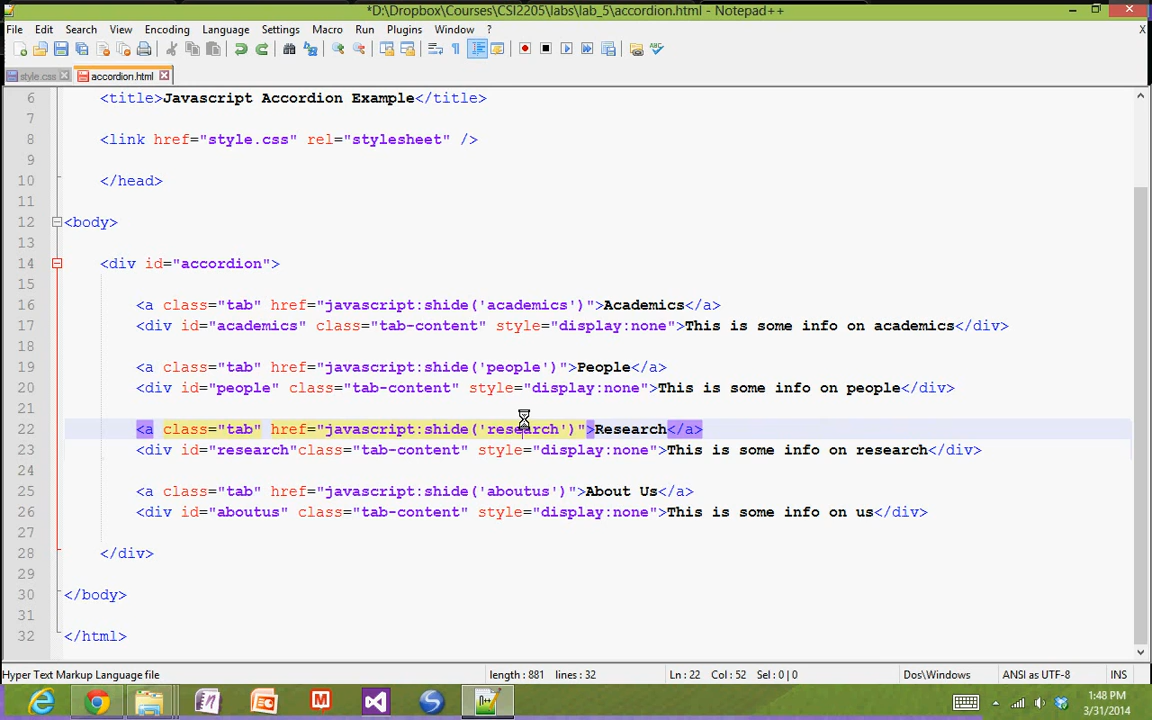 *D:\Dropbox\Courses\CSI2205\labs\lab_5\accordion.html - Notepad++
File Edit Search View Encoding Language Settings Macro Run Plugins Window ? X
style.css accordion.html
6 <title>Javascript Accordion Example</title>
7
8 <link href="style.css" rel="stylesheet" />
9
10 </head>
11
12 <body>
13
14 <div id="accordion">
15
16 <a class="tab" href="javascript:shide('academics')">Academics</a>
17 <div id="academics" class="tab-content" style="display:none">This is some info on academics</div>
18
19 <a class="tab" href="javascript:shide('people')">People</a>
20 <div id="people" class="tab-content" style="display:none">This is some info on people</div>
21
22 <a class="tab" href="javascript:shide('research')">Research</a>
23 <div id="research"class="tab-content" style="display:none">This is some info on research</div>
24
25 <a class="tab" href="javascript:shide('aboutus')">About Us</a>
26 <div id="aboutus" class="tab-content" style="display:none">This is some info on us</div>
27
28 </div>
29
30 </body>
31
32 </html>
Hyper Text Markup Language file length : 881 lines : 32 Ln : 22 Col : 52 Sel : 0 | 0 Dos\Windows ANSI as UTF-8 INS
1:48 PM
3/31/2014